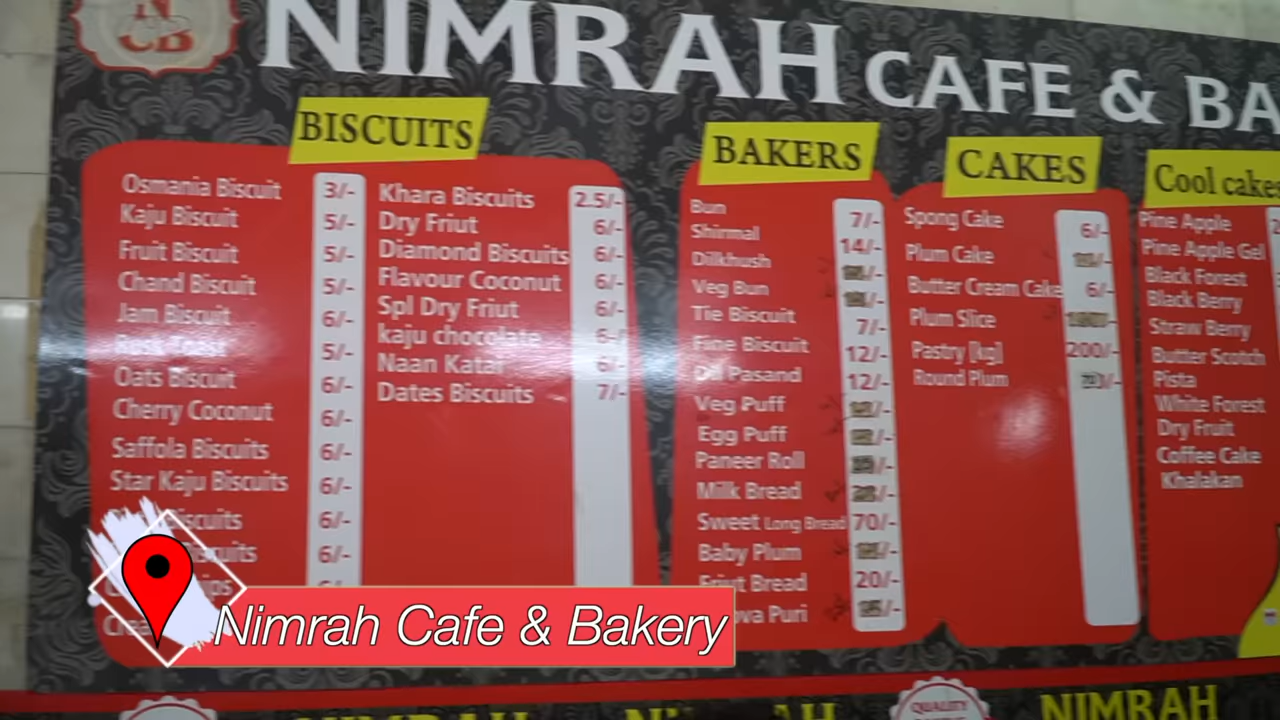 N
CB
NIMRAH CAFE & BA
BISCUITS
Osmania Biscuit 3/-
Kaju Biscuit 5/-
Fruit Biscuit 5/-
Chand Biscuit 5/-
Jam Biscuit 6/-
5/-
Oats Biscuit 6/-
Cherry Coconut 6/-
Saffola Biscuits 6/-
Star Kaju Biscuits 6/-
Biscuits 6/-
Biscuits 6/-
Khara Biscuits 2.5/-
Dry Friut 6/-
Diamond Biscuits 6/-
Flavour Coconut 6/-
Spl Dry Friut 6/-
kaju chocolate 6/-
Naan Katai 6/-
Dates Biscuits 7/-
BAKERS
Bun 7/-
Shirmal 14/-
Dilkhush
Veg Bun
Tie Biscuit 7/-
Fine Biscuit 12/-
Dil Pasand 12/-
Veg Puff
Egg Puff
Paneer Roll
Milk Bread
Sweet Long Bread 70/-
Baby Plum
Friut Bread 20/-
Puri
CAKES
Spong Cake 6/-
Plum Cake
Butter Cream Cake 6/-
Plum Slice
Pastry [kg] 200/-
Round Plum
Cool cakes
Pine Apple
Pine Apple Gel
Black Forest
Black Berry
Straw Berry
Butter Scotch
Pista
White Forest
Dry Fruit
Coffee Cake
Khalakan
Nimrah Cafe & Bakery
QUALITY
NIMRAH